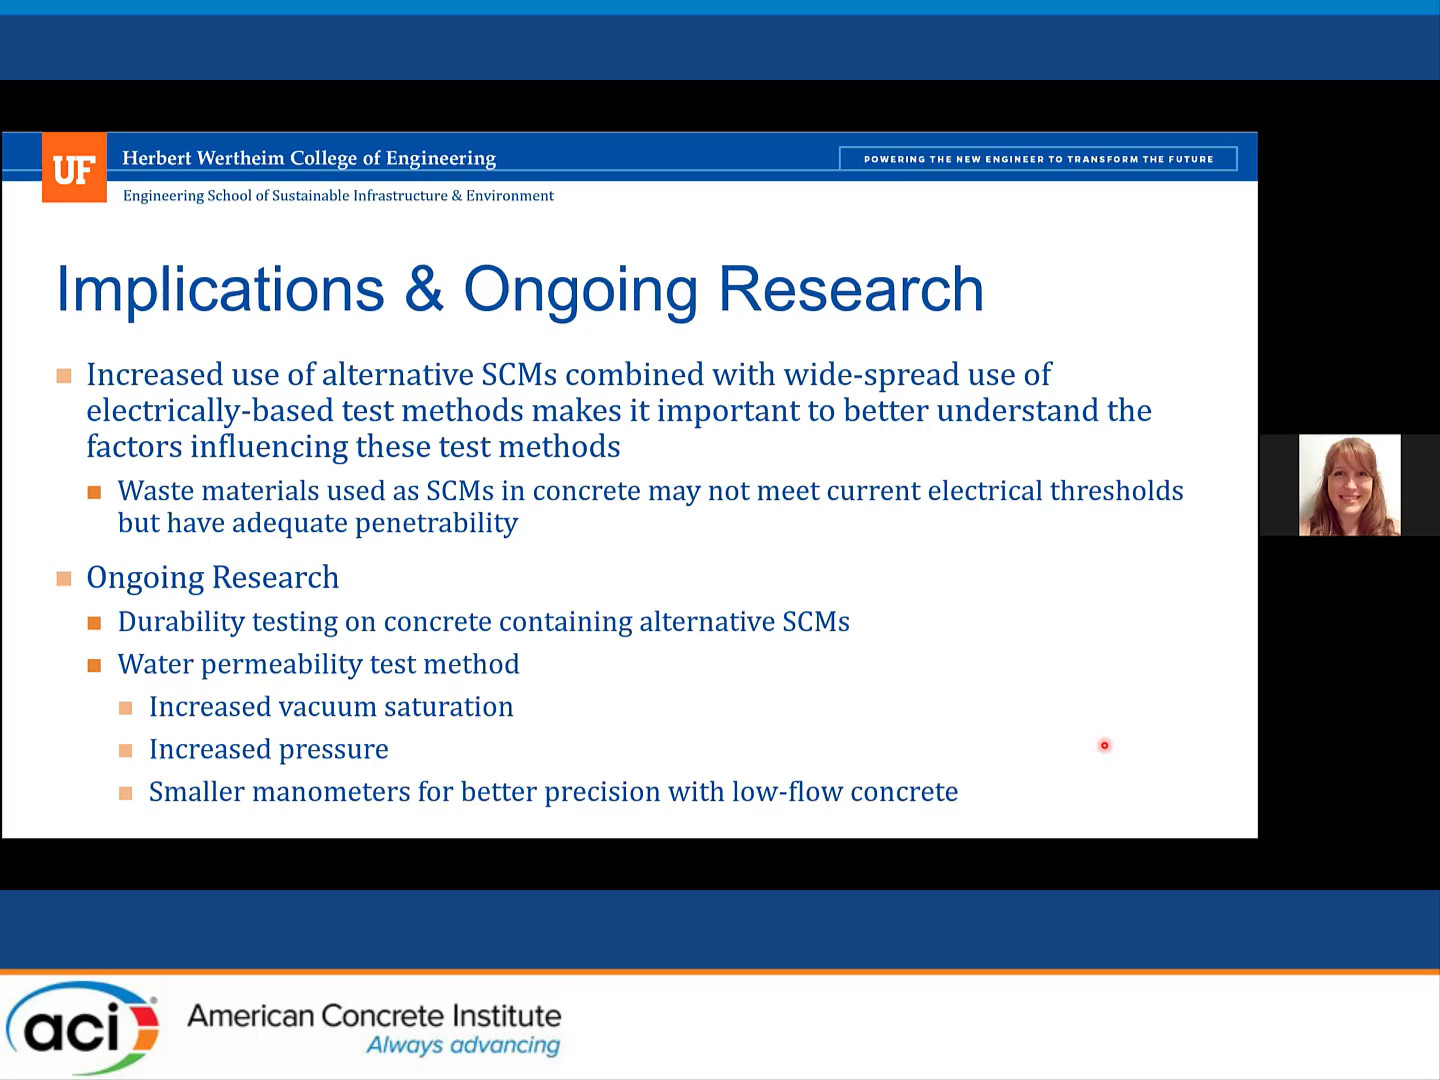 UF
Herbert Wertheim College of Engineering
POWERING THE NEW ENGINEER TO TRANSFORM THE FUTURE
Engineering School of Sustainable Infrastructure & Environment
Implications & Ongoing Research
Increased use of alternative SCMs combined with wide-spread use of
electrically-based test methods makes it important to better understand the
factors influencing these test methods
Waste materials used as SCMs in concrete may not meet current electrical thresholds
but have adequate penetrability
Ongoing Research
Durability testing on concrete containing alternative SCMs
Water permeability test method
Increased vacuum saturation
Increased pressure
Smaller manometers for better precision with low-flow concrete
aci
American Concrete Institute
Always advancing